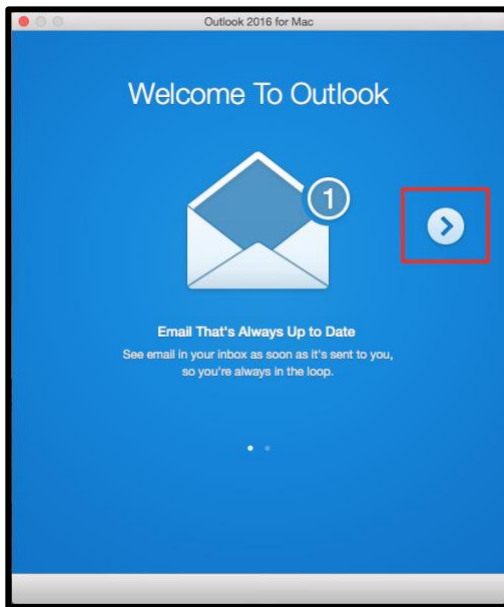 Outlook 2016 for Mac
Welcome To Outlook
1
Email That's Always Up to Date
See email in your inbox as soon as it's sent to you,
so you're always in the loop.